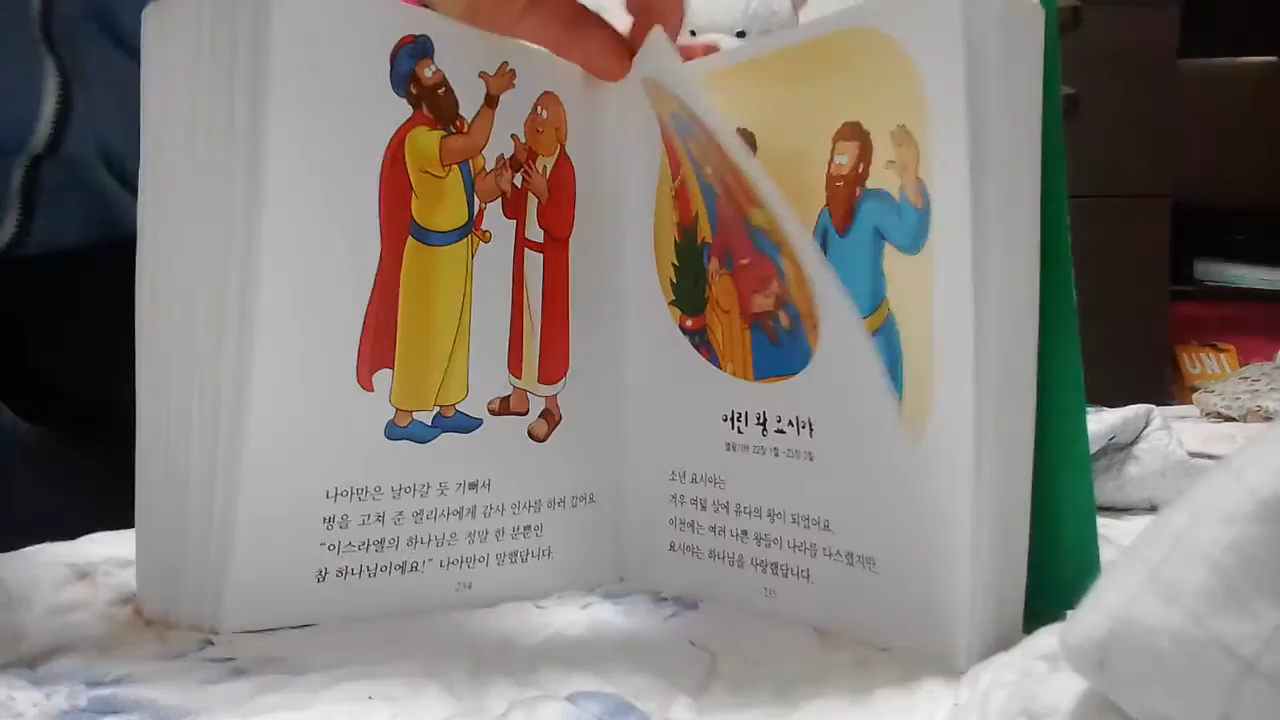 나아만은 날아갈 듯 기뻐서
병을 고쳐 준 엘리사에게 감사 인사를 하러 갔어요.
“이스라엘의 하나님은 정말 한 분뿐인
참 하나님이에요!” 나아만이 말했답니다.
234
어린 왕 요시야
열왕기하 22장 1절 -23장 3절
소년 요시야는
겨우 여덟 살에 유다의 왕이 되었어요.
이전에는 여러 나쁜 왕들이 나라를 다스렸지만
요시야는 하나님을 사랑했답니다.
235
UNI